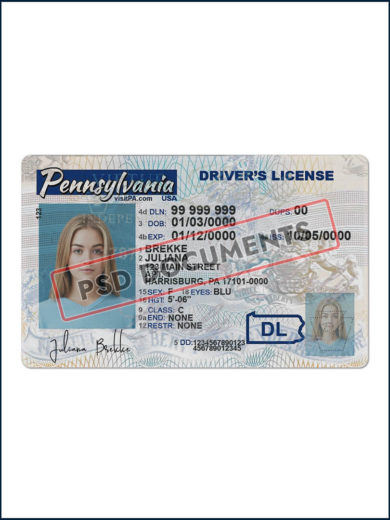 Pennsylvania
visitPA.com USA
DRIVER'S LICENSE
123
4d DLN: 99 999 999 DUPS: 00
3 DOB: 01/03/0000
4b EXP: 01/12/0000 ISS: 10/05/0000
1 BREKKE
2 JULIANA
8 123 MAIN STREET
APT. 1
HARRISBURG, PA 17101-0000
15 SEX: F 18 EYES: BLU
16 HGT: 5'-06"
9 CLASS: C
9a END: NONE
12 RESTR: NONE
DL
5 DD: 1234567890123
456789012345
Juliana Brekke
PSD DOCUMENTS